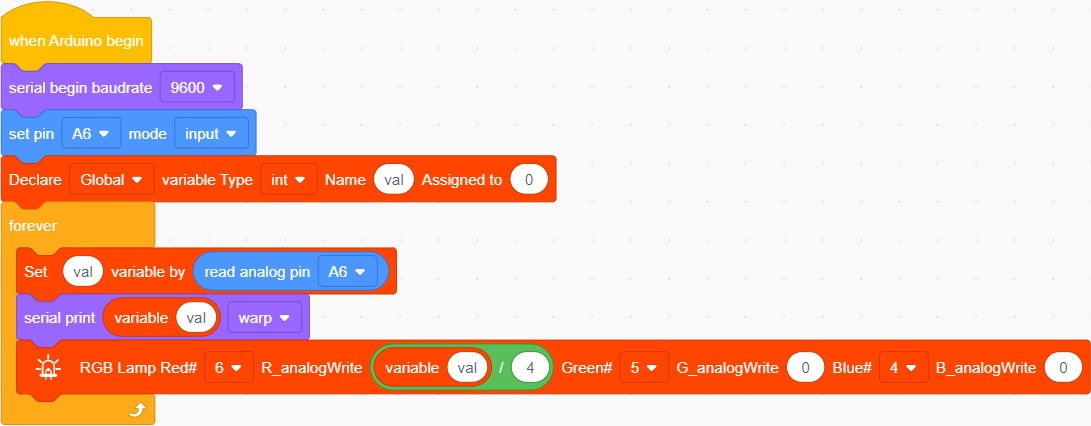 when Arduino begin
serial begin baudrate 9600
set pin A6 mode input
Declare Global variable Type int Name val Assigned to 0
forever
Set val variable by read analog pin A6
serial print variable val warp
RGB Lamp Red# 6 R_analogWrite variable val / 4 Green# 5 G_analogWrite 0 Blue# 4 B_analogWrite 0